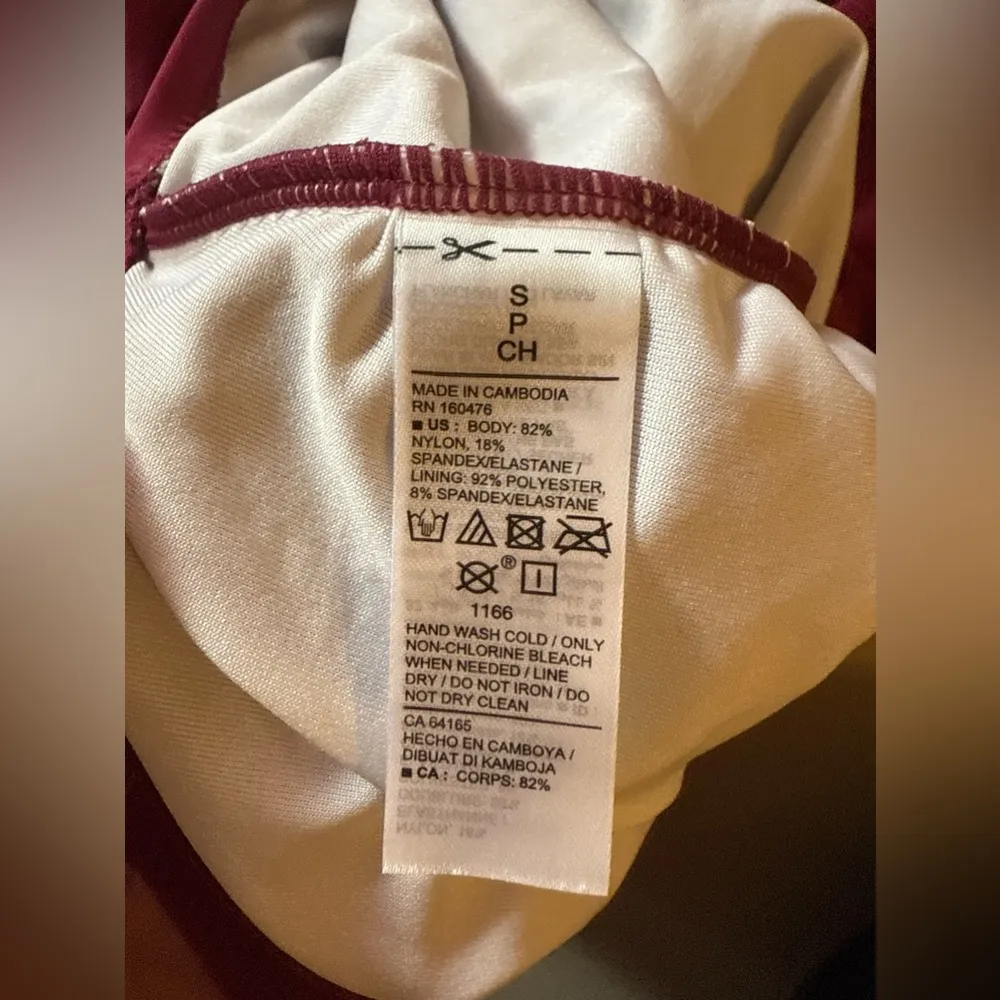 S
P
CH
MADE IN CAMBODIA
RN 160476
■ US : BODY: 82%
NYLON, 18%
SPANDEX/ELASTANE /
LINING: 92% POLYESTER,
8% SPANDEX/ELASTANE
®
1166
HAND WASH COLD / ONLY
NON-CHLORINE BLEACH
WHEN NEEDED / LINE
DRY / DO NOT IRON / DO
NOT DRY CLEAN
CA 64165
HECHO EN CAMBOYA /
DIBUAT DI KAMBOJA
■ CA : CORPS: 82%